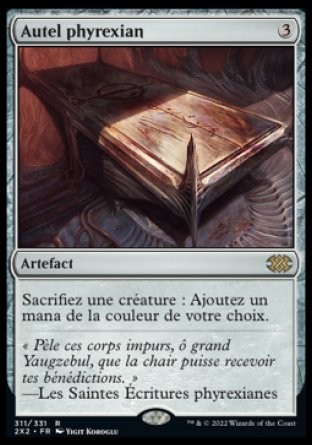 Autel phyrexian 3
Artefact
Sacrifiez une créature : Ajoutez un
mana de la couleur de votre choix.
« Pèle ces corps impurs, ô grand
Yaugzebul, que la chair puisse recevoir
tes bénédictions. »
—Les Saintes Écritures phyrexianes
311/331 R
2X2 • FR Yigit Koroglu
™ & © 2022 Wizards of the Coast